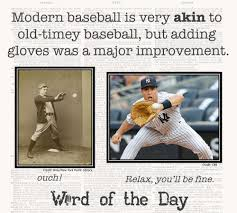 Modern baseball is very akin to
old-timey baseball, but adding
gloves was a major improvement.
ouch!
Relax, you'll be fine.
Word of the Day